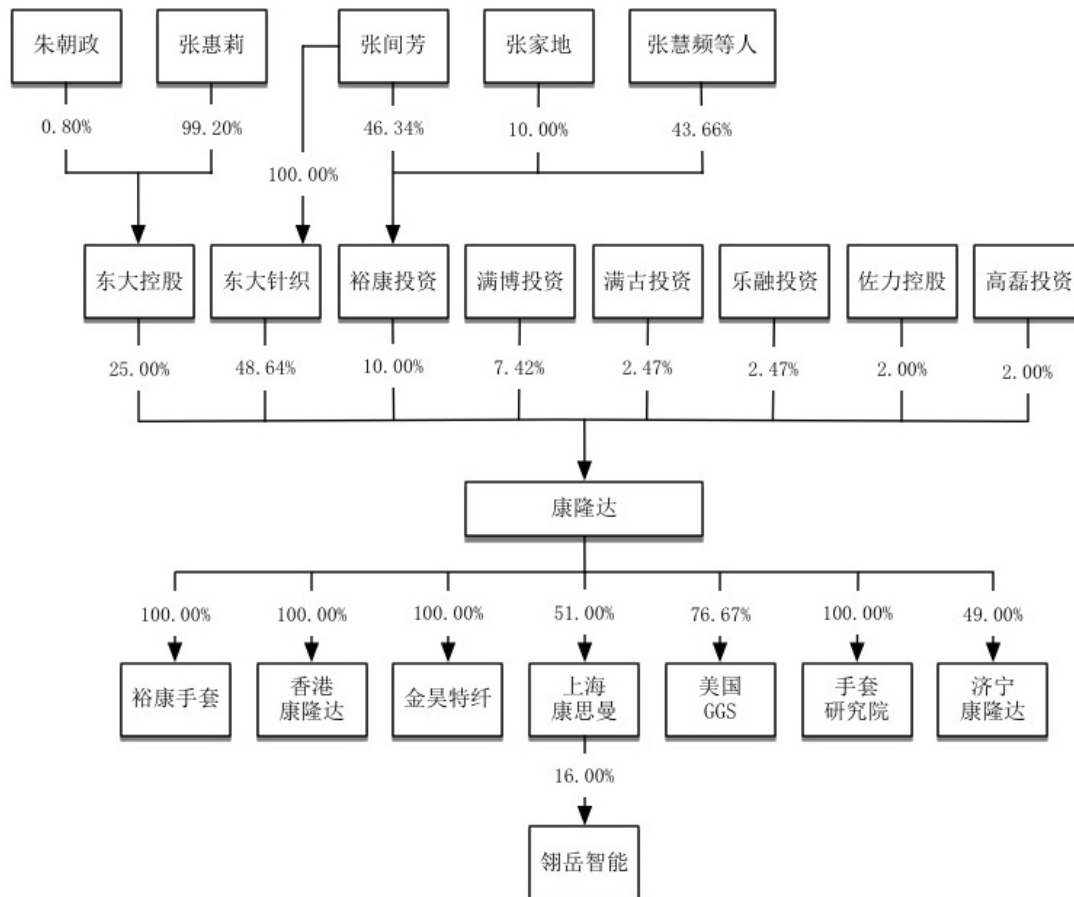 朱朝政
张惠莉
张间芳
张家地
张慧频等人
0.80%
99.20%
46.34%
10.00%
43.66%
100.00%
东大控股
东大针织
裕康投资
满博投资
满古投资
乐融投资
佐力控股
高磊投资
25.00%
48.64%
10.00%
7.42%
2.47%
2.47%
2.00%
2.00%
康隆达
100.00%
100.00%
100.00%
51.00%
76.67%
100.00%
49.00%
裕康手套
香港
康隆达
金昊特纤
上海
康思曼
美国
GGS
手套
研究院
济宁
康隆达
16.00%
翎岳智能